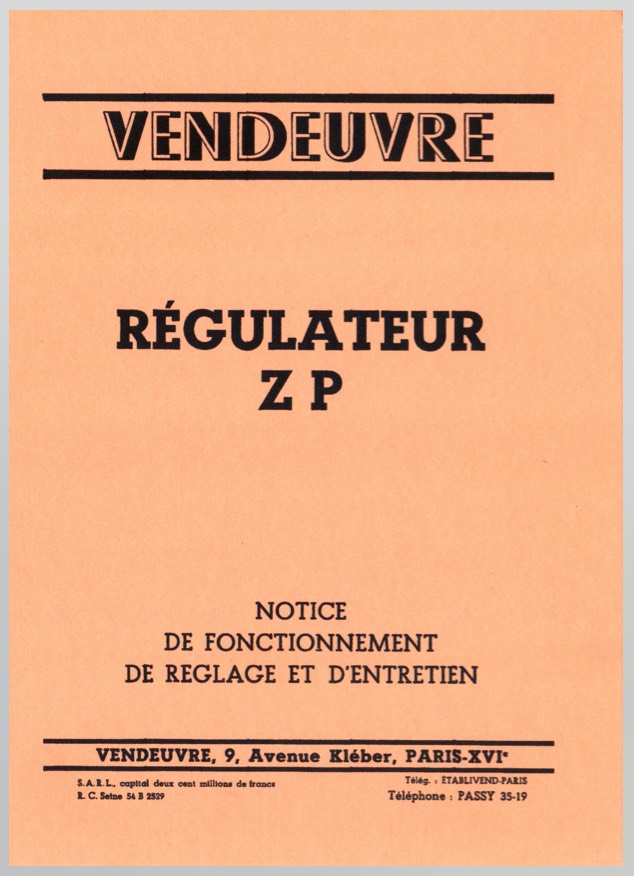 VENDEUVRE
RÉGULATEUR
Z P
NOTICE
DE FONCTIONNEMENT
DE REGLAGE ET D'ENTRETIEN
VENDEUVRE, 9, Avenue Kléber, PARIS-XVIᵉ
S.A.R.L., capital deux cent millions de francs
R. C. Seine 54 B 2529
Télég. : ÉTABLIVEND-PARIS
Téléphone : PASSY 35-19